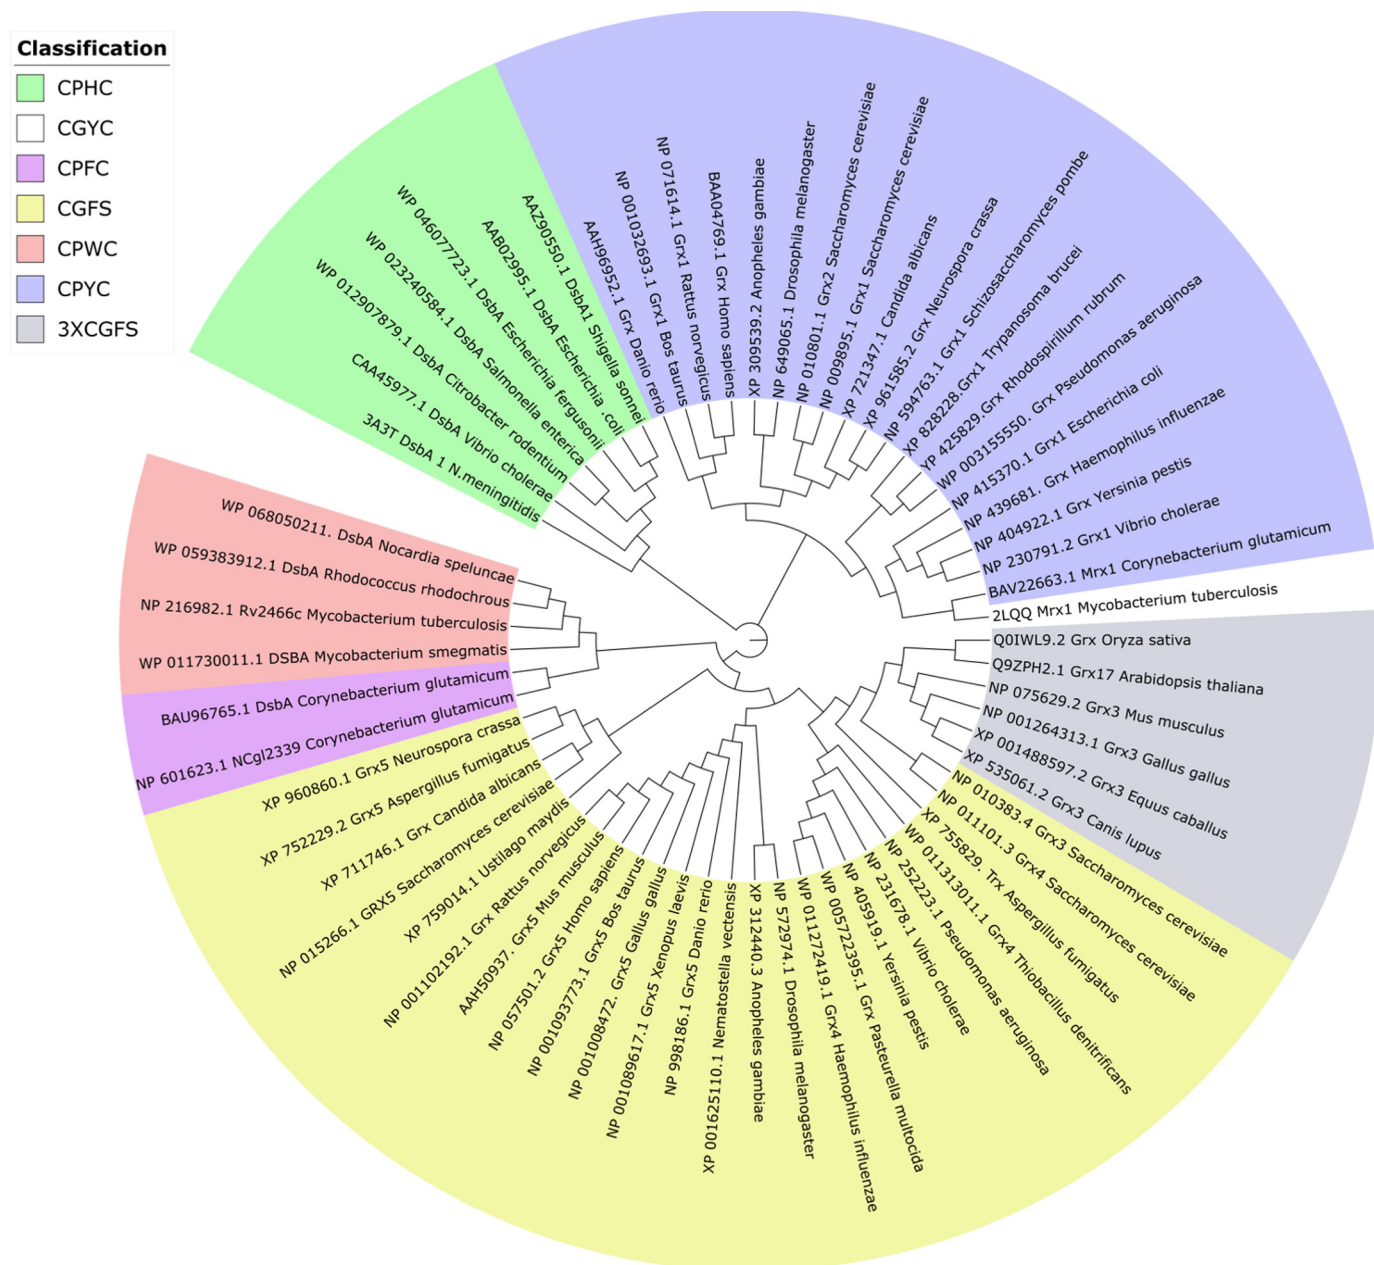 Classification
CPHC
CGYC
CPFC
CGFS
CPWC
CPYC
3XCGFS
3A3T DsbA 1 N.meningitidis
CAA45977.1 DsbA Vibrio cholerae
WP 012907879.1 DsbA Citrobacter rodentium
WP 023240584.1 DsbA Salmonella enterica
WP 046077723.1 DsbA Escherichia fergusonii
AAB02995.1 DsbA Escherichia .coli
AAZ90550.1 DsbA1 Shigella sonnei
AAH96952.1 Grx Danio rerio
NP 001032693.1 Grx1 Bos taurus
NP 071614.1 Grx1 Rattus norvegicus
BAA04769.1 Grx Homo sapiens
XP 309539.2 Anopheles gambiae
NP 649065.1 Drosophila melanogaster
NP 010801.1 Grx2 Saccharomyces cerevisiae
NP 009895.1 Grx1 Saccharomyces cerevisiae
XP 721347.1 Candida albicans
XP 961585.2 Grx Neurospora crassa
NP 594763.1 Grx1 Schizosaccharomyces pombe
XP 828228.Grx1 Trypanosoma brucei
YP 425829.Grx Rhodospirillum rubrum
WP 003155550. Grx Pseudomonas aeruginosa
NP 415370.1 Grx1 Escherichia coli
NP 439681. Grx Haemophilus influenzae
NP 404922.1 Grx Yersinia pestis
NP 230791.2 Grx1 Vibrio cholerae
BAV22663.1 Mrx1 Corynebacterium glutamicum
2LQQ Mrx1 Mycobacterium tuberculosis
Q0IWL9.2 Grx Oryza sativa
Q9ZPH2.1 Grx17 Arabidopsis thaliana
NP 075629.2 Grx3 Mus musculus
NP 001264313.1 Grx3 Gallus gallus
XP 001488597.2 Grx3 Equus caballus
XP 535061.2 Grx3 Canis lupus
NP 010383.4 Grx3 Saccharomyces cerevisiae
NP 011101.3 Grx4 Saccharomyces cerevisiae
XP 755829. Trx Aspergillus fumigatus
WP 011313011.1 Grx4 Thiobacillus denitrificans
NP 252223.1 Pseudomonas aeruginosa
NP 231678.1 Vibrio cholerae
NP 405919.1 Yersinia pestis
WP 005722395.1 Grx Pasteurella multocida
WP 011272419.1 Grx4 Haemophilus influenzae
NP 572974.1 Drosophila melanogaster
XP 312440.3 Anopheles gambiae
XP 001625110.1 Nematostella vectensis
NP 998186.1 Grx5 Danio rerio
NP 001089617.1 Grx5 Xenopus laevis
NP 001008472. Grx5 Gallus gallus
NP 001093773.1 Grx5 Bos taurus
NP 057501.2 Grx5 Homo sapiens
AAH50937. Grx5 Mus musculus
NP 001102192.1 Grx Rattus norvegicus
XP 759014.1 Ustilago maydis
NP 015266.1 GRX5 Saccharomyces cerevisiae
XP 711746.1 Grx Candida albicans
XP 752229.2 Grx5 Aspergillus fumigatus
XP 960860.1 Grx5 Neurospora crassa
NP 601623.1 NCgl2339 Corynebacterium glutamicum
BAU96765.1 DsbA Corynebacterium glutamicum
WP 011730011.1 DSBA Mycobacterium smegmatis
NP 216982.1 Rv2466c Mycobacterium tuberculosis
WP 059383912.1 DsbA Rhodococcus rhodochrous
WP 068050211. DsbA Nocardia speluncae